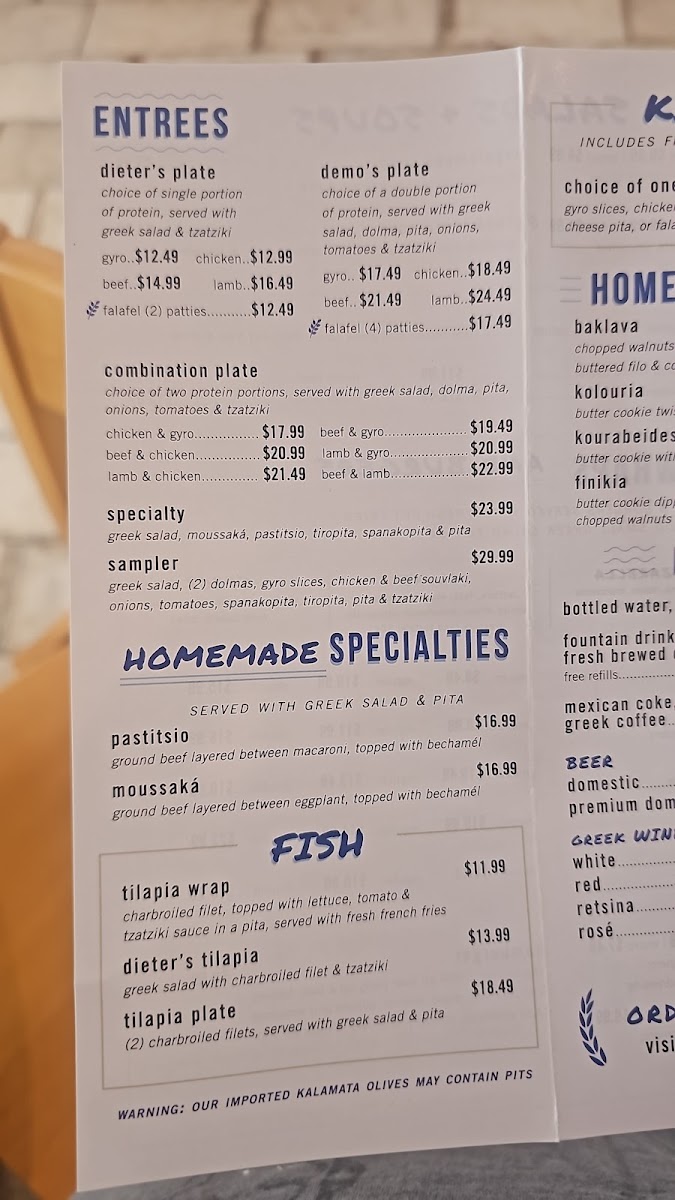 ENTREES
dieter's plate
choice of single portion
of protein, served with
greek salad & tzatziki
gyro..$12.49 chicken..$12.99
beef..$14.99 lamb..$16.49
falafel (2) patties..........$12.49
demo's plate
choice of a double portion
of protein, served with greek
salad, dolma, pita, onions,
tomatoes & tzatziki
gyro.. $17.49 chicken..$18.49
beef.. $21.49 lamb..$24.49
falafel (4) patties..........$17.49
combination plate
choice of two protein portions, served with greek salad, dolma, pita,
onions, tomatoes & tzatziki
chicken & gyro............... $17.99 beef & gyro................... $19.49
beef & chicken............... $20.99 lamb & gyro.................. $20.99
lamb & chicken............. $21.49 beef & lamb.................. $22.99
specialty $23.99
greek salad, moussaká, pastitsio, tiropita, spanakopita & pita
sampler $29.99
greek salad, (2) dolmas, gyro slices, chicken & beef souvlaki,
onions, tomatoes, spanakopita, tiropita, pita & tzatziki
HOMEMADE SPECIALTIES
SERVED WITH GREEK SALAD & PITA
pastitsio $16.99
ground beef layered between macaroni, topped with bechamél
moussaká $16.99
ground beef layered between eggplant, topped with bechamél
FISH
tilapia wrap $11.99
charbroiled filet, topped with lettuce, tomato &
tzatziki sauce in a pita, served with fresh french fries
dieter's tilapia $13.99
greek salad with charbroiled filet & tzatziki
tilapia plate $18.49
(2) charbroiled filets, served with greek salad & pita
WARNING: OUR IMPORTED KALAMATA OLIVES MAY CONTAIN PITS
INCLUDES
choice of one
gyro slices,
cheese pita, or
HOME
baklava
chopped walnuts
buttered filo &
kolouria
butter cookie
kourabeides
butter cookie
finikia
butter cookie
chopped walnuts
bottled water,
fountain drink
fresh brewed
free refills.................
mexican coke,
greek coffee..
BEER
domestic.........
premium
GREEK
white...............
red..................
retsina..........
rosé...............